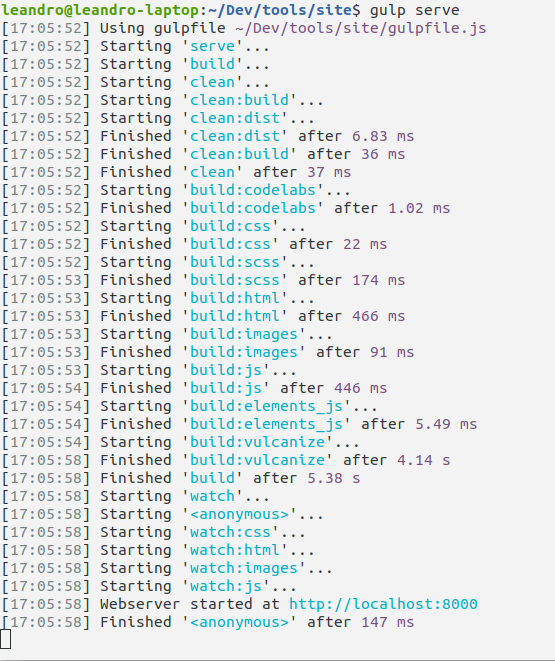 leandro@leandro-laptop:~/Dev/tools/site$ gulp serve
[17:05:52] Using gulpfile ~/Dev/tools/site/gulpfile.js
[17:05:52] Starting 'serve'...
[17:05:52] Starting 'build'...
[17:05:52] Starting 'clean'...
[17:05:52] Starting 'clean:build'...
[17:05:52] Starting 'clean:dist'...
[17:05:52] Finished 'clean:dist' after 6.83 ms
[17:05:52] Finished 'clean:build' after 36 ms
[17:05:52] Finished 'clean' after 37 ms
[17:05:52] Starting 'build:codelabs'...
[17:05:52] Finished 'build:codelabs' after 1.02 ms
[17:05:52] Starting 'build:css'...
[17:05:52] Finished 'build:css' after 22 ms
[17:05:52] Starting 'build:scss'...
[17:05:53] Finished 'build:scss' after 174 ms
[17:05:53] Starting 'build:html'...
[17:05:53] Finished 'build:html' after 466 ms
[17:05:53] Starting 'build:images'...
[17:05:53] Finished 'build:images' after 91 ms
[17:05:53] Starting 'build:js'...
[17:05:54] Finished 'build:js' after 446 ms
[17:05:54] Starting 'build:elements_js'...
[17:05:54] Finished 'build:elements_js' after 5.49 ms
[17:05:54] Starting 'build:vulcanize'...
[17:05:58] Finished 'build:vulcanize' after 4.14 s
[17:05:58] Finished 'build' after 5.38 s
[17:05:58] Starting 'watch'...
[17:05:58] Starting '<anonymous>'...
[17:05:58] Starting 'watch:css'...
[17:05:58] Starting 'watch:html'...
[17:05:58] Starting 'watch:images'...
[17:05:58] Starting 'watch:js'...
[17:05:58] Webserver started at http://localhost:8000
[17:05:58] Finished '<anonymous>' after 147 ms